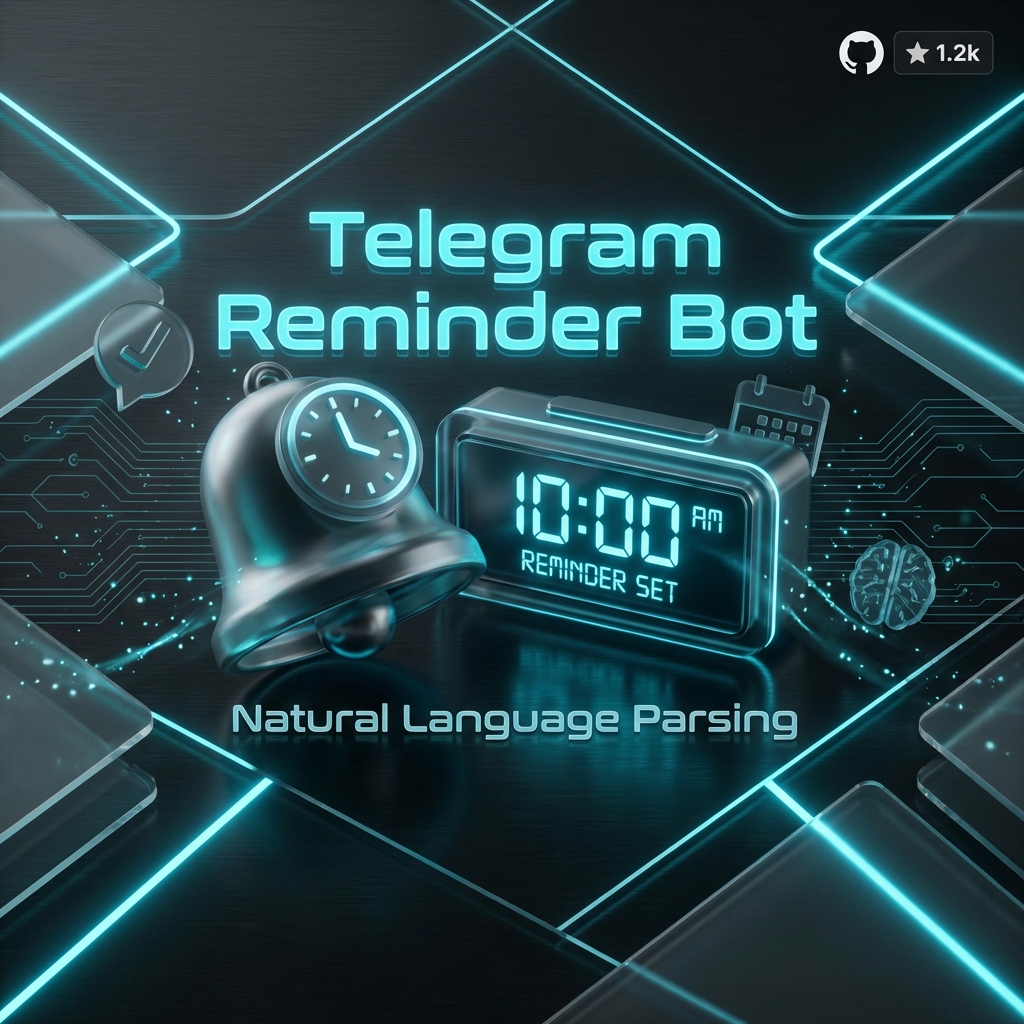 1.2k
Telegram
Reminder Bot
10:00 AM
REMINDER SET
Natural Language Parsing